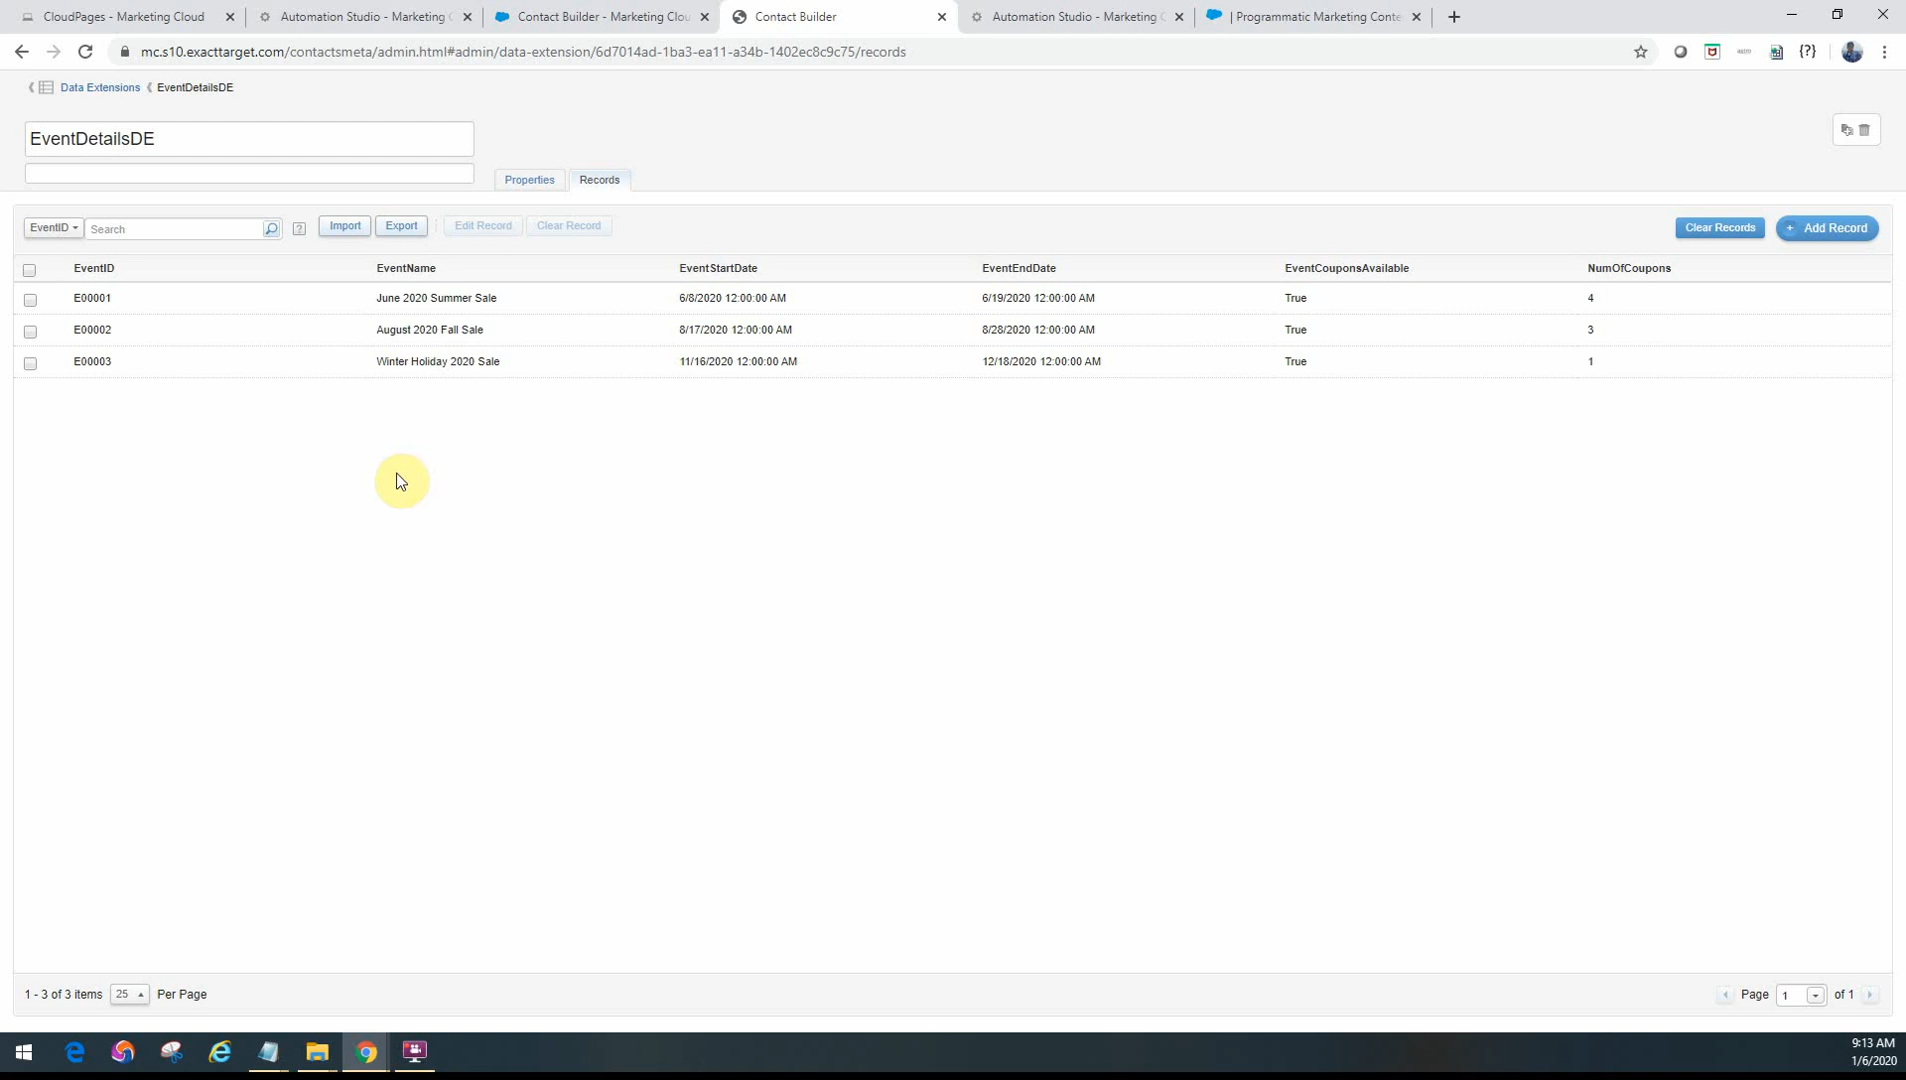 CloudPages - Marketing Cloud
Automation Studio - Marketing C
Contact Builder - Marketing Clou
Contact Builder
Automation Studio - Marketing C
| Programmatic Marketing Conte
mc.s10.exacttarget.com/contactsmeta/admin.html#admin/data-extension/6d7014ad-1ba3-ea11-a34b-1402ec8c9c75/records
Data Extensions EventDetailsDE
EventDetailsDE
Properties Records
EventID Search ? Import Export Edit Record Clear Record Clear Records + Add Record
EventID EventName EventStartDate EventEndDate EventCouponsAvailable NumOfCoupons
E00001 June 2020 Summer Sale 6/8/2020 12:00:00 AM 6/19/2020 12:00:00 AM True 4
E00002 August 2020 Fall Sale 8/17/2020 12:00:00 AM 8/28/2020 12:00:00 AM True 3
E00003 Winter Holiday 2020 Sale 11/16/2020 12:00:00 AM 12/18/2020 12:00:00 AM True 1
1 - 3 of 3 items 25 Per Page Page 1 of 1
9:13 AM
1/6/2020